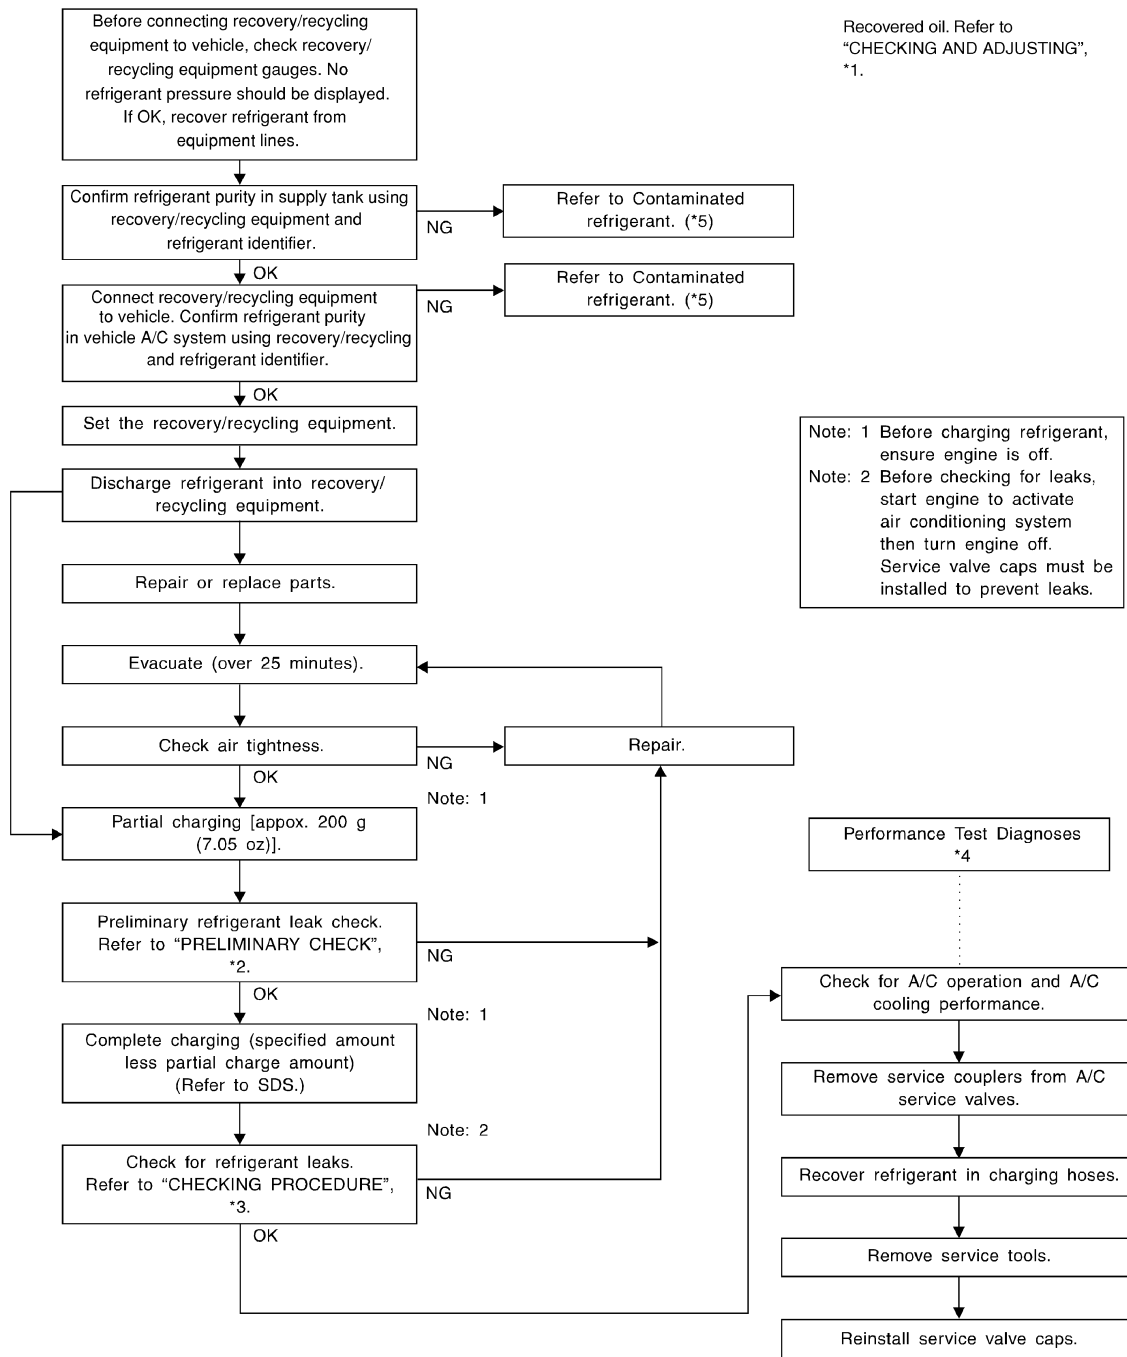 Before connecting recovery/recycling
equipment to vehicle, check recovery/
recycling equipment gauges. No
refrigerant pressure should be displayed.
If OK, recover refrigerant from
equipment lines.
Recovered oil. Refer to
“CHECKING AND ADJUSTING”,
*1.
Confirm refrigerant purity in supply tank using
recovery/recycling equipment and
refrigerant identifier.
NG
Refer to Contaminated
refrigerant. (*5)
OK
Connect recovery/recycling equipment
to vehicle. Confirm refrigerant purity
in vehicle A/C system using recovery/recycling
and refrigerant identifier.
NG
Refer to Contaminated
refrigerant. (*5)
OK
Set the recovery/recycling equipment.
Discharge refrigerant into recovery/
recycling equipment.
Note: 1 Before charging refrigerant,
ensure engine is off.
Note: 2 Before checking for leaks,
start engine to activate
air conditioning system
then turn engine off.
Service valve caps must be
installed to prevent leaks.
Repair or replace parts.
Evacuate (over 25 minutes).
Check air tightness.
NG
Repair.
OK
Note: 1
Partial charging [appox. 200 g
(7.05 oz)].
Preliminary refrigerant leak check.
Refer to “PRELIMINARY CHECK”,
*2.
NG
OK
Note: 1
Complete charging (specified amount
less partial charge amount)
(Refer to SDS.)
Note: 2
Check for refrigerant leaks.
Refer to “CHECKING PROCEDURE”,
*3.
NG
OK
Performance Test Diagnoses
*4
Check for A/C operation and A/C
cooling performance.
Remove service couplers from A/C
service valves.
Recover refrigerant in charging hoses.
Remove service tools.
Reinstall service valve caps.